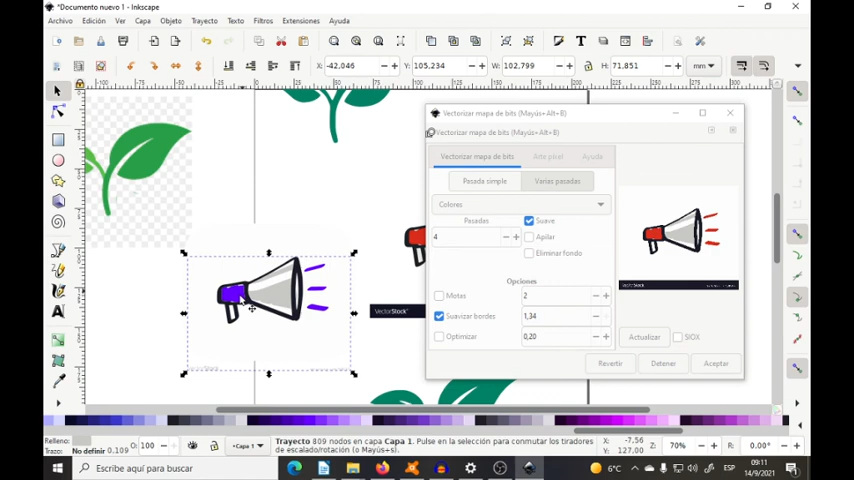 *Documento nuevo 1 - Inkscape
Archivo Edición Ver Capa Objeto Trayecto Texto Filtros Extensiones Ayuda
X: -42,046 Y: 105,234 W: 102,799 H: 71,851 mm
Vectorizar mapa de bits (Mayús+Alt+B)
Vectorizar mapa de bits (Mayús+Alt+B)
Vectorizar mapa de bits Arte pixel Ayuda
Pasada simple Varias pasadas
Colores
Pasadas
Suave
4
Apilar
Eliminar fondo
Opciones
Motas 2
Suavizar bordes 1,34
Optimizar 0,20
Actualizar SIOX
Revertir Detener Aceptar
VectorStock
Relleno:
Trazo: No definir 0,109
O: 100
Capa 1
Trayecto 809 nodos en capa Capa 1. Pulse en la selección para conmutar los tiradores de escalado/rotación (o Mayús+s).
X: -7,56
Y: 127,00
Z: 70%
R: 0.00°
Escribe aquí para buscar
6°C
ESP
09:11
14/9/2021